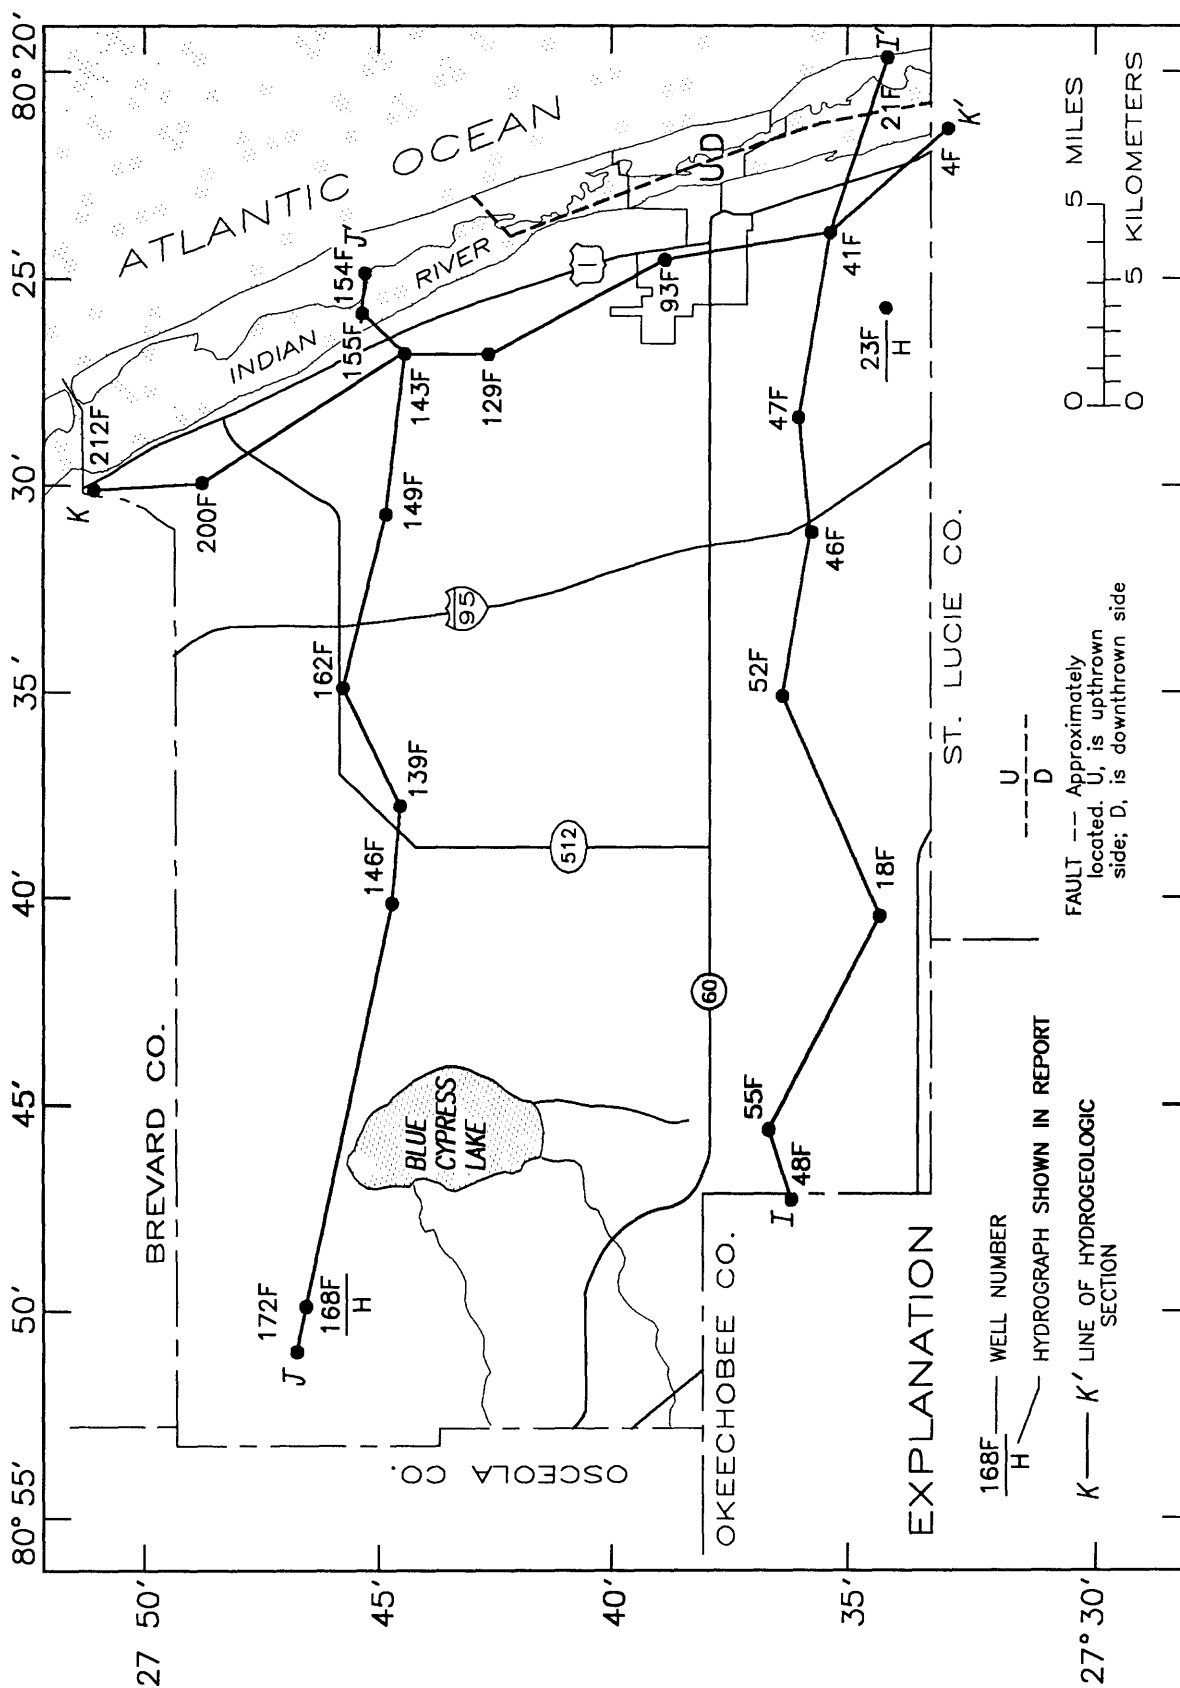 80° 55′
50′
45′
40′
35′
30′
25′
80° 20′
27 50′
45′
40′
35′
27° 30′
BREVARD CO.
ATLANTIC OCEAN
INDIAN RIVER
K
212F
200F
J
172F
168F
H
146F
139F
162F
149F
143F
155F
154F
J′
129F
BLUE
CYPRESS
LAKE
512
95
1
93F
U D
60
OSCEOLA CO.
OKEECHOBEE CO.
I
48F
55F
18F
52F
46F
47F
41F
23F
H
21F
I′
4F
K′
ST. LUCIE CO.
EXPLANATION
168F
H
WELL NUMBER
HYDROGRAPH SHOWN IN REPORT
K K′ LINE OF HYDROGEOLOGIC
SECTION
U
D
FAULT -- Approximately
located. U, is upthrown
side; D, is downthrown side
0 5 MILES
0 5 KILOMETERS